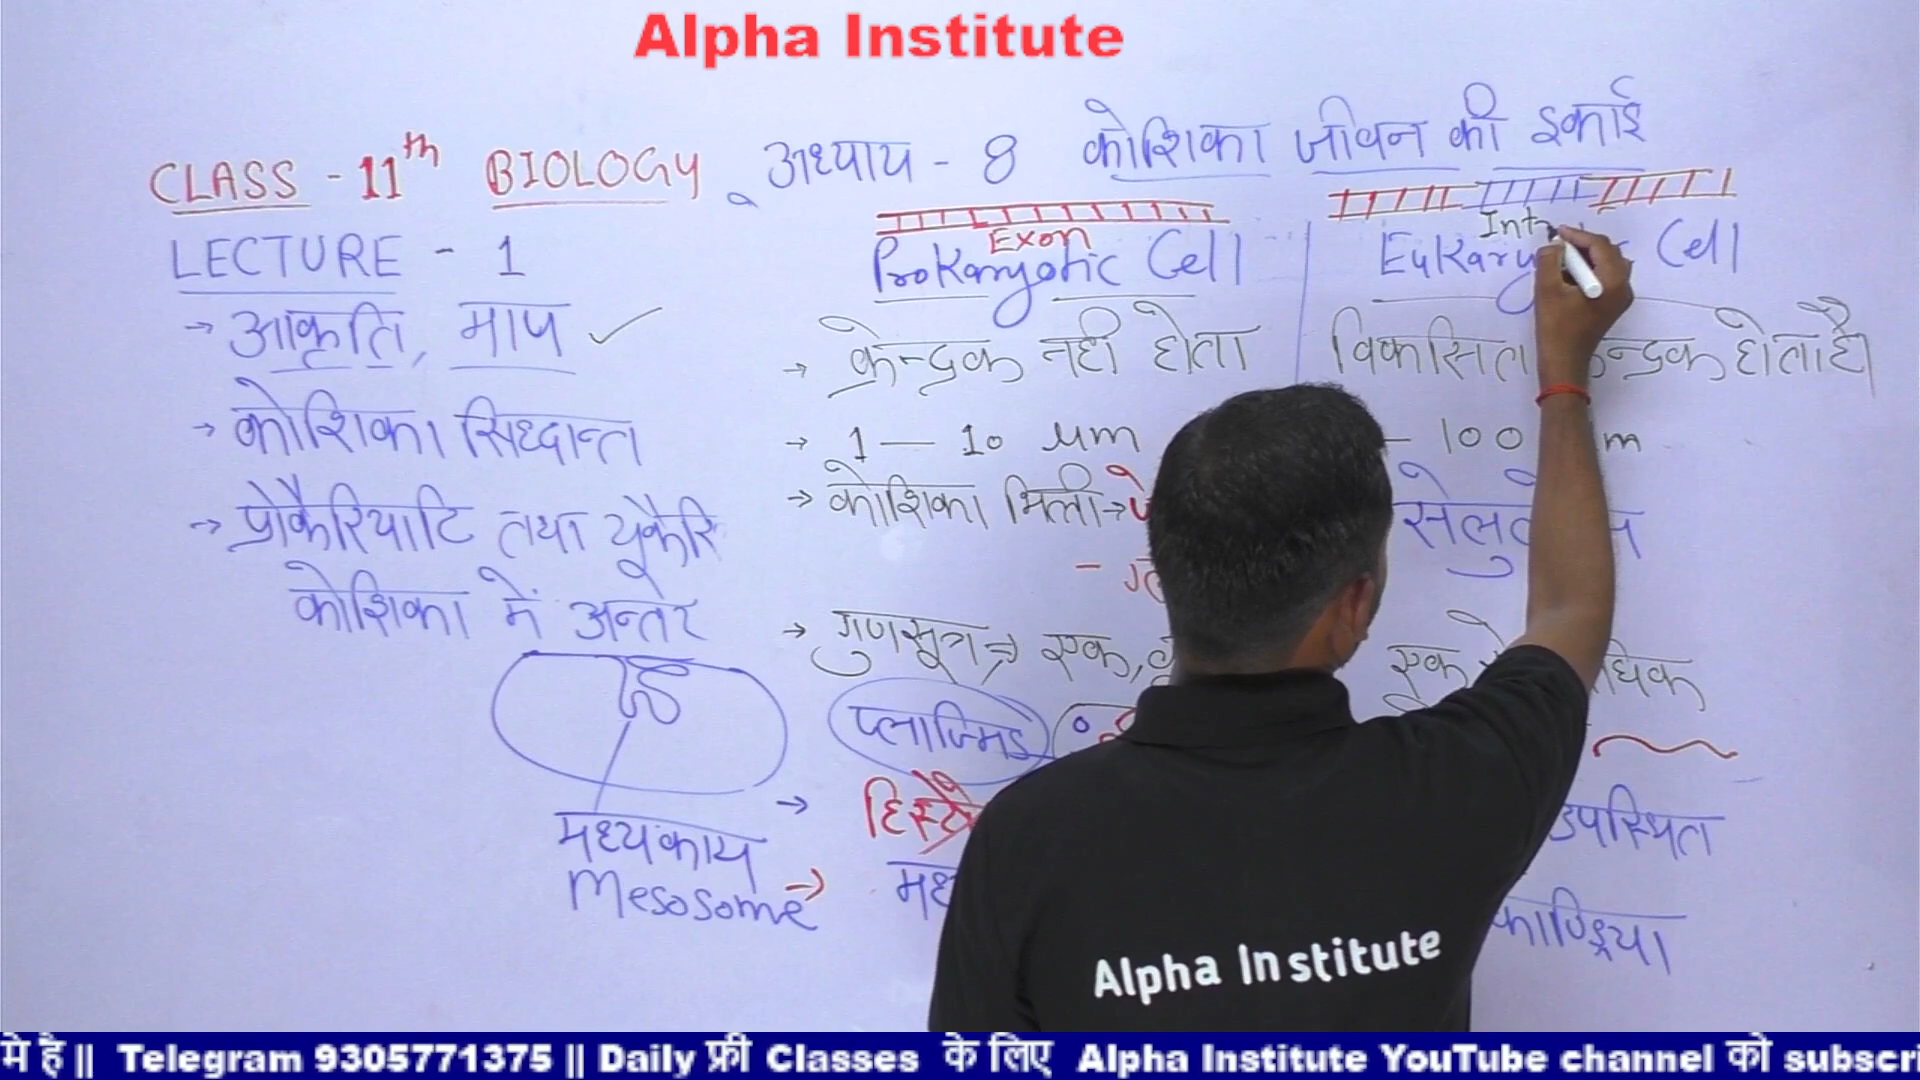 Alpha Institute
CLASS - 11th BIOLOGY
अध्याय - 8 कोशिका जीवन की इकाई
LECTURE - 1
→ आकृति, माप ✓
→ कोशिका सिध्दान्त
→ प्रोकैरियाटि तथा यूकैरि
कोशिका में अन्तर
मध्यकाय
Mesosome
Exon
Prokaryotic Cell
→ केन्द्रक नही होता
→ 1 — 10 µm
→ कोशिका भित्ती →
→ गुणसूत्र → एक,
प्लाज्मिड
→ हिस्टो
→
Int
Eukary Cell
विकासित न्द्रक होता है।
- 100 m
एक
उपस्थित
Alpha Institute
मे है || Telegram 9305771375 || Daily फ्री Classes के लिए Alpha Institute YouTube channel को subscri